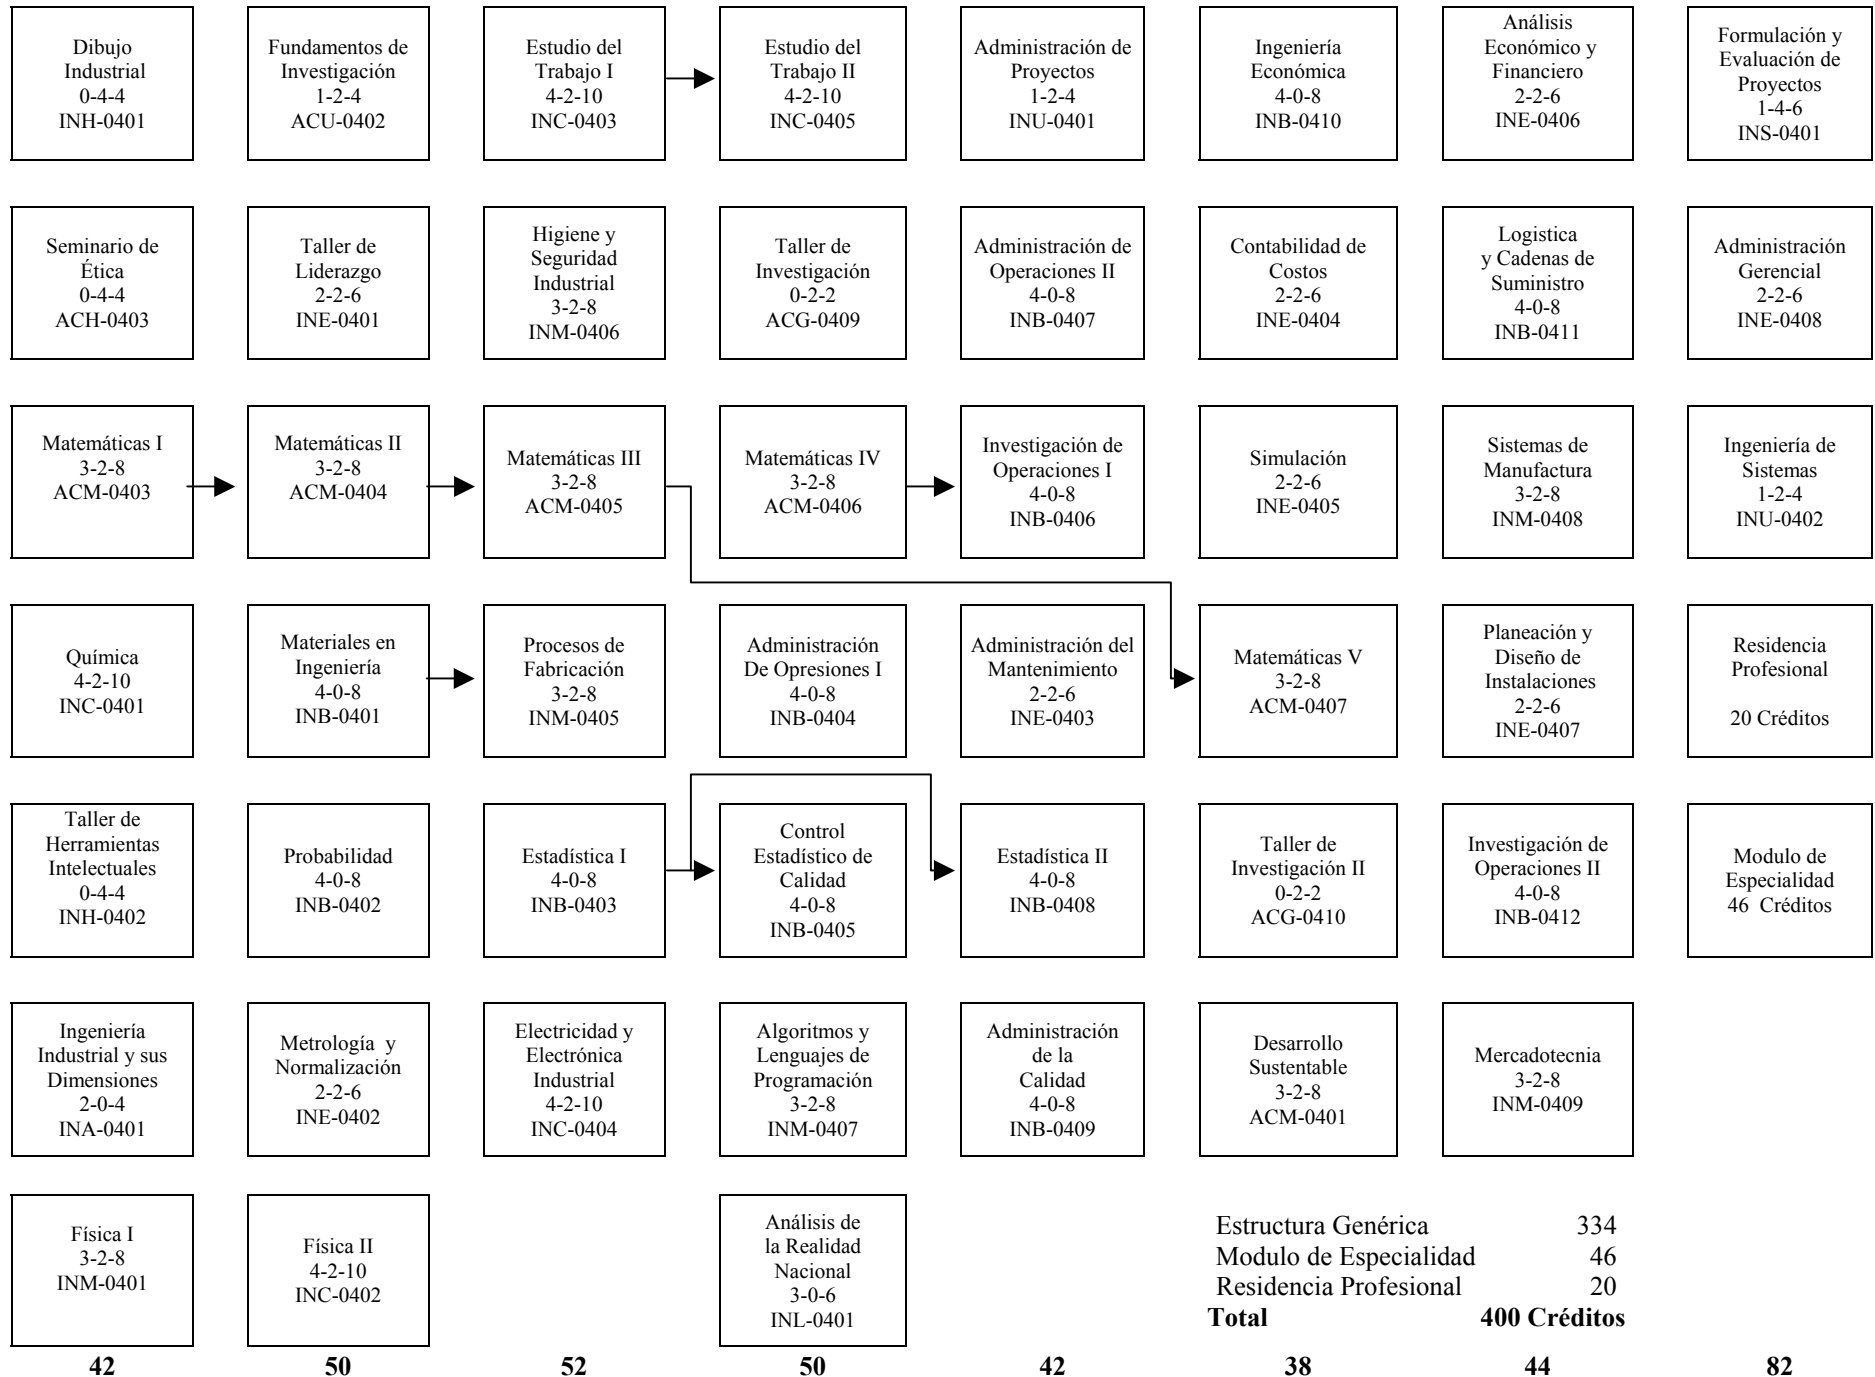 Dibujo
Industrial
0-4-4
INH-0401
Fundamentos de
Investigación
1-2-4
ACU-0402
Estudio del
Trabajo I
4-2-10
INC-0403
Estudio del
Trabajo II
4-2-10
INC-0405
Administración de
Proyectos
1-2-4
INU-0401
Ingeniería
Económica
4-0-8
INB-0410
Análisis
Económico y
Financiero
2-2-6
INE-0406
Formulación y
Evaluación de
Proyectos
1-4-6
INS-0401
Seminario de
Ética
0-4-4
ACH-0403
Taller de
Liderazgo
2-2-6
INE-0401
Higiene y
Seguridad
Industrial
3-2-8
INM-0406
Taller de
Investigación
0-2-2
ACG-0409
Administración de
Operaciones II
4-0-8
INB-0407
Contabilidad de
Costos
2-2-6
INE-0404
Logistica
y Cadenas de
Suministro
4-0-8
INB-0411
Administración
Gerencial
2-2-6
INE-0408
Matemáticas I
3-2-8
ACM-0403
Matemáticas II
3-2-8
ACM-0404
Matemáticas III
3-2-8
ACM-0405
Matemáticas IV
3-2-8
ACM-0406
Investigación de
Operaciones I
4-0-8
INB-0406
Simulación
2-2-6
INE-0405
Sistemas de
Manufactura
3-2-8
INM-0408
Ingeniería de
Sistemas
1-2-4
INU-0402
Química
4-2-10
INC-0401
Materiales en
Ingeniería
4-0-8
INB-0401
Procesos de
Fabricación
3-2-8
INM-0405
Administración
De Opresiones I
4-0-8
INB-0404
Administración del
Mantenimiento
2-2-6
INE-0403
Matemáticas V
3-2-8
ACM-0407
Planeación y
Diseño de
Instalaciones
2-2-6
INE-0407
Residencia
Profesional
20 Créditos
Taller de
Herramientas
Intelectuales
0-4-4
INH-0402
Probabilidad
4-0-8
INB-0402
Estadística I
4-0-8
INB-0403
Control
Estadístico de
Calidad
4-0-8
INB-0405
Estadística II
4-0-8
INB-0408
Taller de
Investigación II
0-2-2
ACG-0410
Investigación de
Operaciones II
4-0-8
INB-0412
Modulo de
Especialidad
46 Créditos
Ingeniería
Industrial y sus
Dimensiones
2-0-4
INA-0401
Metrología y
Normalización
2-2-6
INE-0402
Electricidad y
Electrónica
Industrial
4-2-10
INC-0404
Algoritmos y
Lenguajes de
Programación
3-2-8
INM-0407
Administración
de la
Calidad
4-0-8
INB-0409
Desarrollo
Sustentable
3-2-8
ACM-0401
Mercadotecnia
3-2-8
INM-0409
Física I
3-2-8
INM-0401
Física II
4-2-10
INC-0402
Análisis de
la Realidad
Nacional
3-0-6
INL-0401
Estructura Genérica 334
Modulo de Especialidad 46
Residencia Profesional 20
Total 400 Créditos
42 50 52 50 42 38 44 82